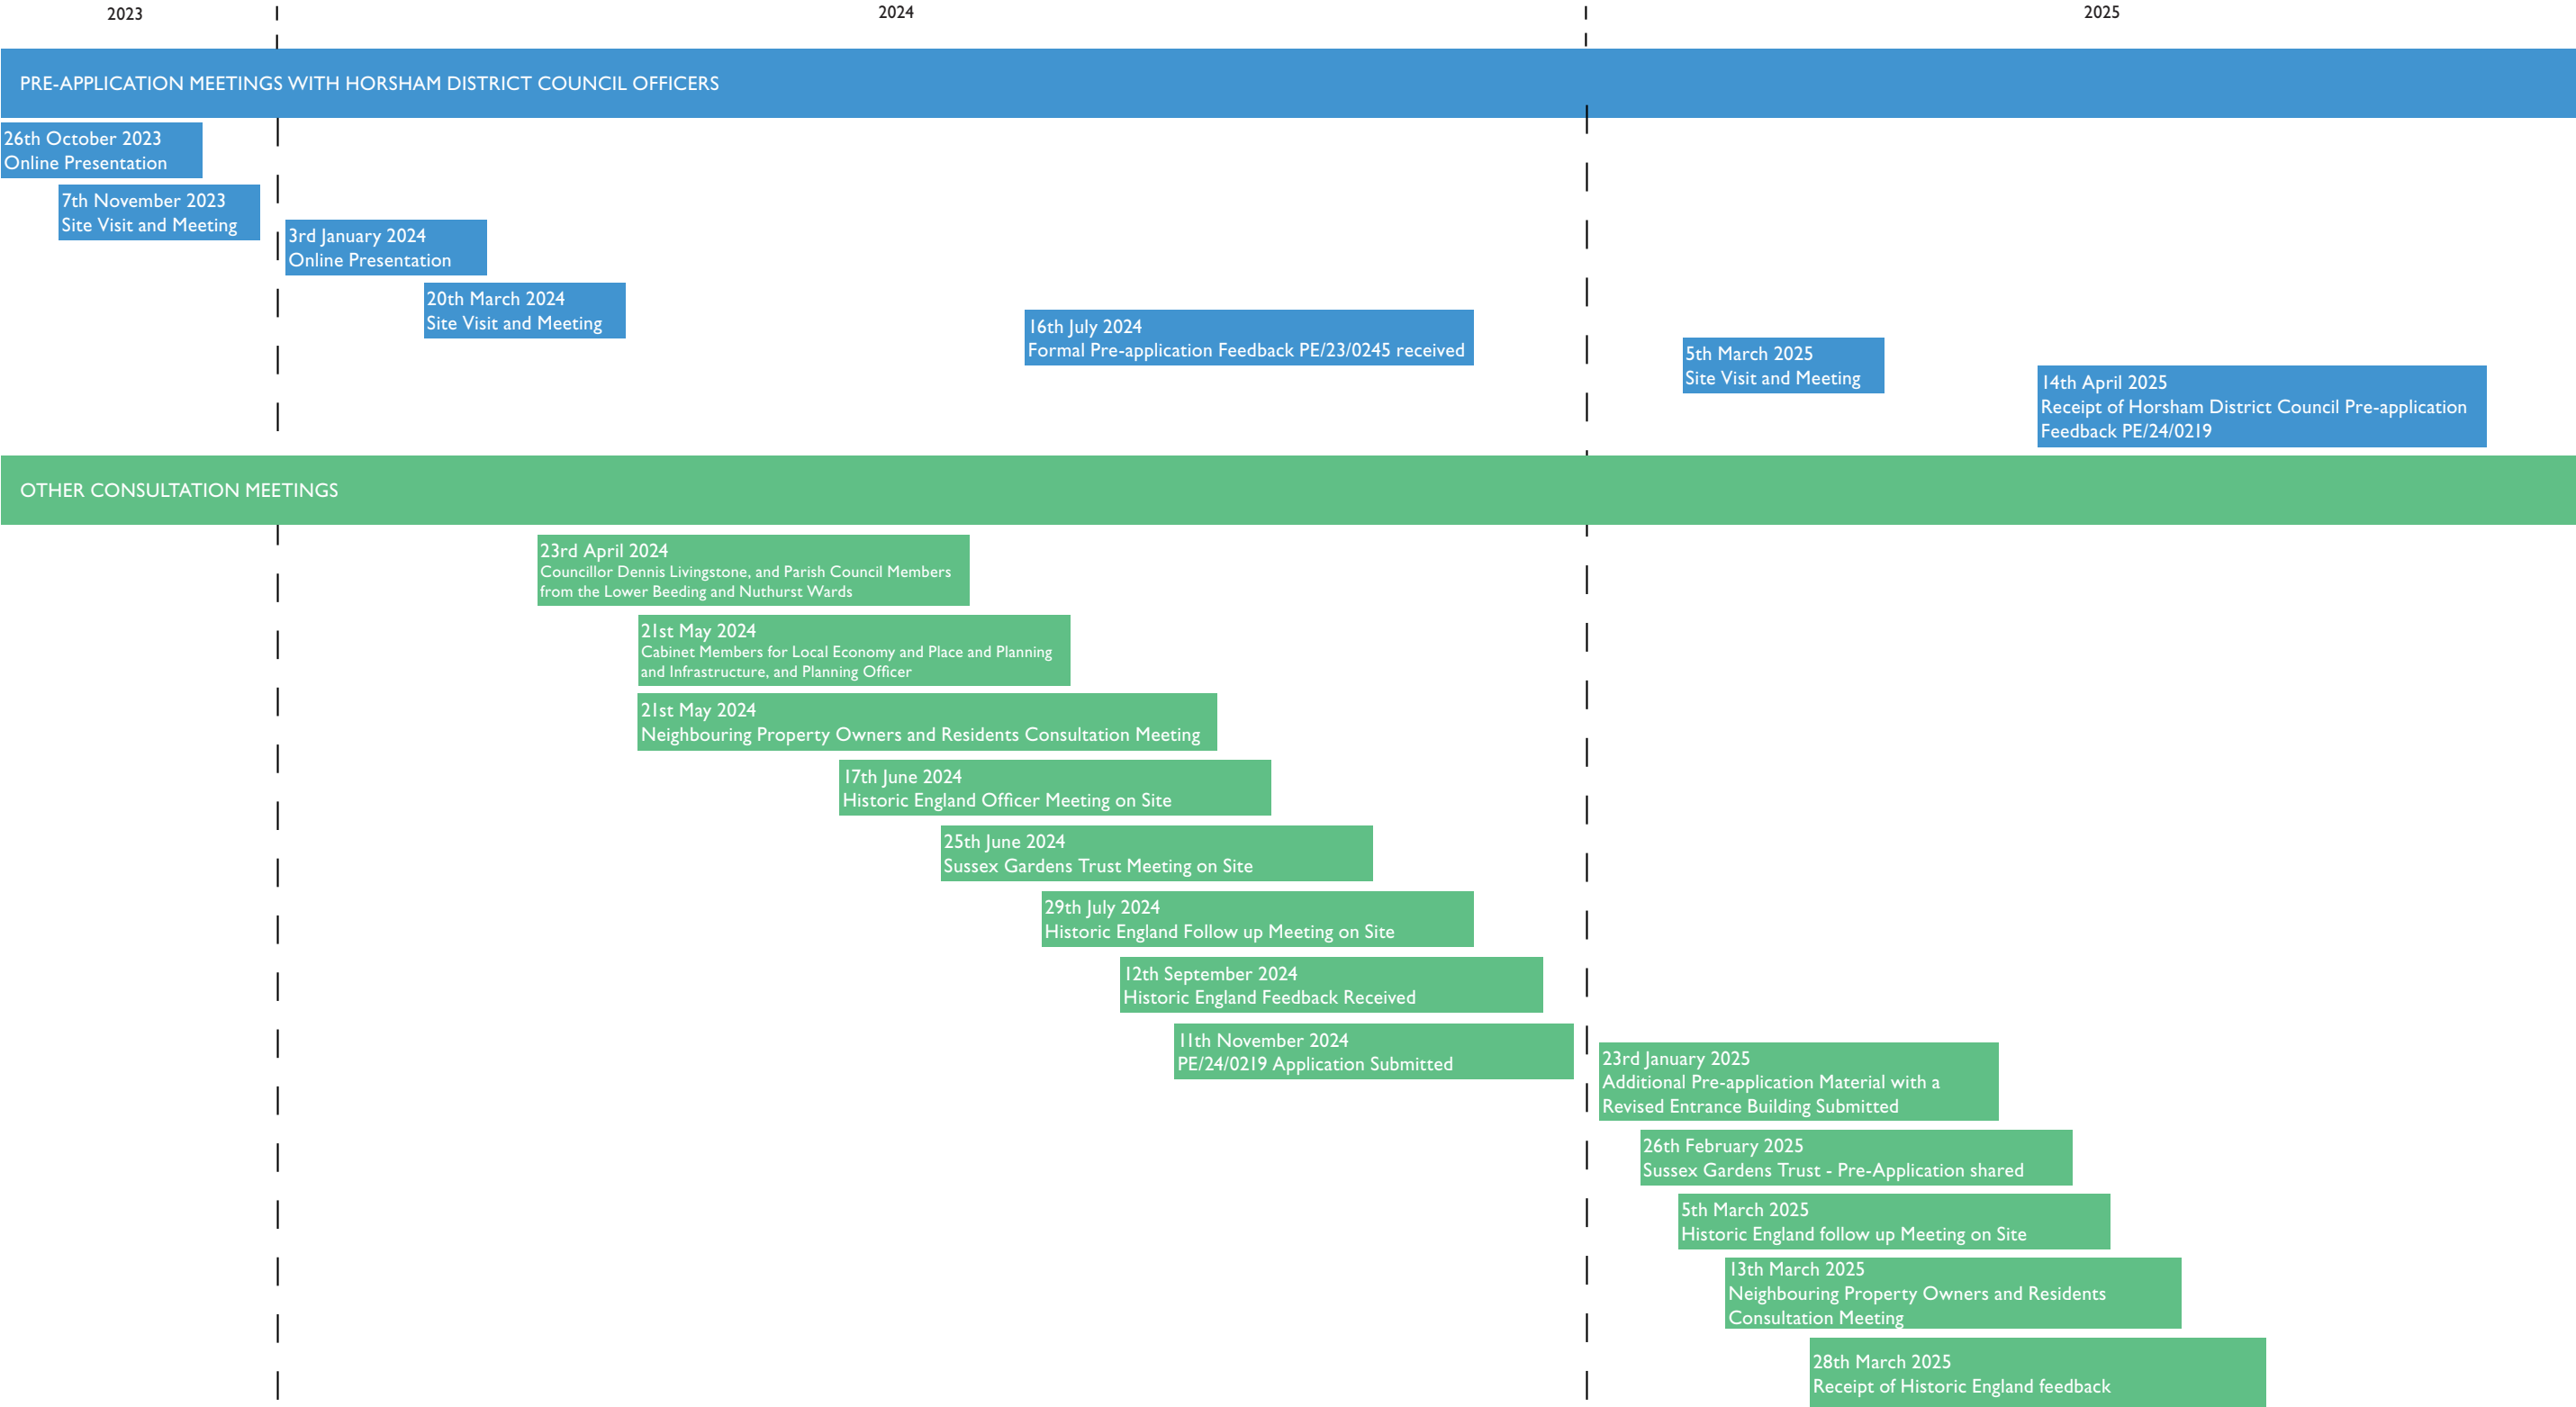 2023
2024
2025
PRE-APPLICATION MEETINGS WITH HORSHAM DISTRICT COUNCIL OFFICERS
26th October 2023
Online Presentation
7th November 2023
Site Visit and Meeting
3rd January 2024
Online Presentation
20th March 2024
Site Visit and Meeting
16th July 2024
Formal Pre-application Feedback PE/23/0245 received
5th March 2025
Site Visit and Meeting
14th April 2025
Receipt of Horsham District Council Pre-application
Feedback PE/24/0219
OTHER CONSULTATION MEETINGS
23rd April 2024
Councillor Dennis Livingstone, and Parish Council Members
from the Lower Beeding and Nuthurst Wards
21st May 2024
Cabinet Members for Local Economy and Place and Planning
and Infrastructure, and Planning Officer
21st May 2024
Neighbouring Property Owners and Residents Consultation Meeting
17th June 2024
Historic England Officer Meeting on Site
25th June 2024
Sussex Gardens Trust Meeting on Site
29th July 2024
Historic England Follow up Meeting on Site
12th September 2024
Historic England Feedback Received
11th November 2024
PE/24/0219 Application Submitted
23rd January 2025
Additional Pre-application Material with a
Revised Entrance Building Submitted
26th February 2025
Sussex Gardens Trust - Pre-Application shared
5th March 2025
Historic England follow up Meeting on Site
13th March 2025
Neighbouring Property Owners and Residents
Consultation Meeting
28th March 2025
Receipt of Historic England feedback